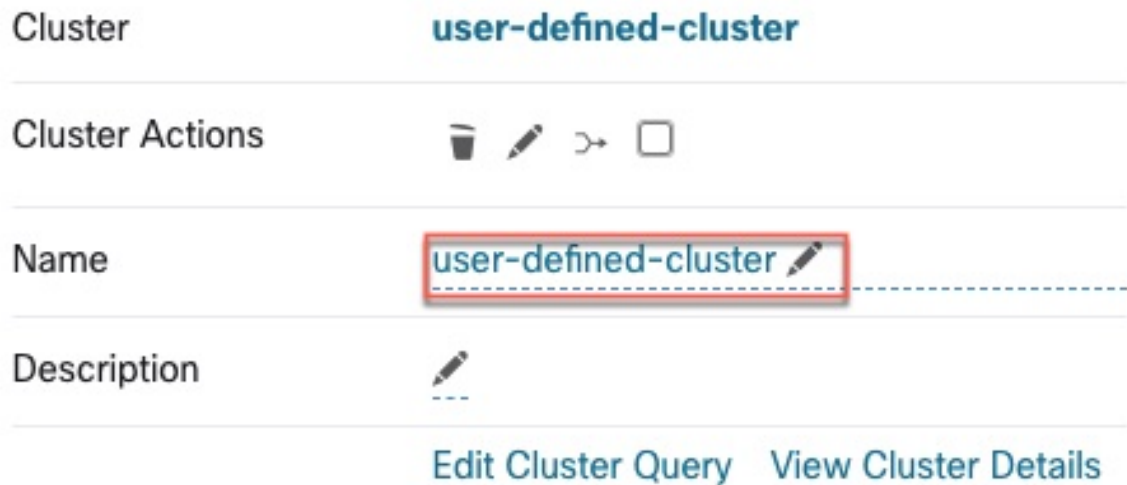 Cluster user-defined-cluster
Cluster Actions
Name user-defined-cluster
Description
Edit Cluster Query View Cluster Details